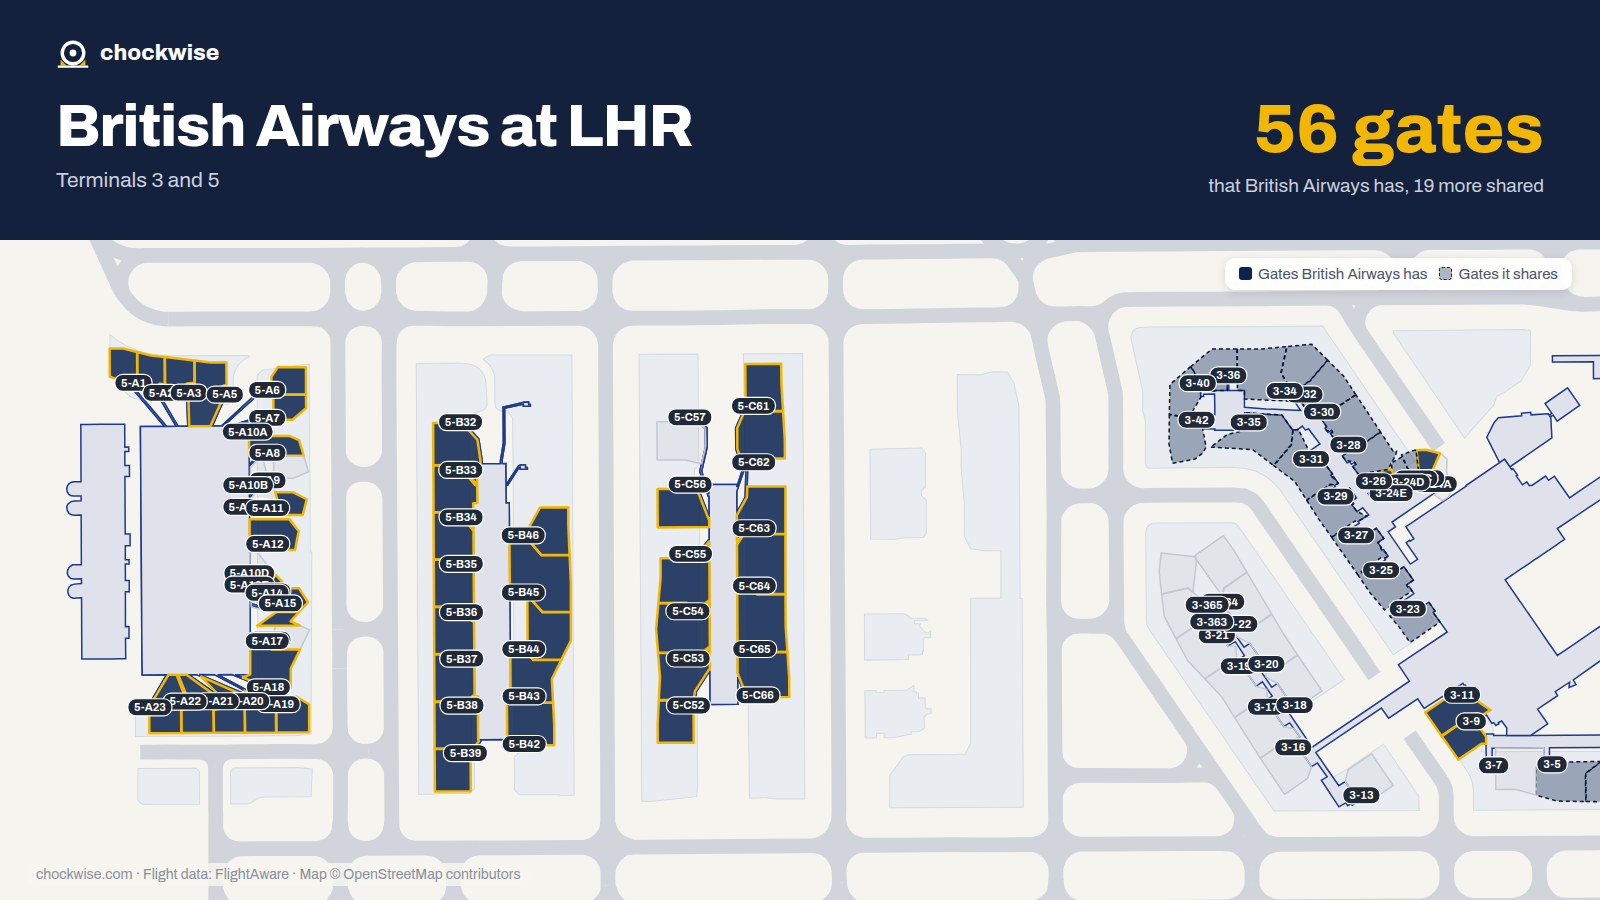 chockwise
British Airways at LHR
Terminals 3 and 5
56 gates
that British Airways has, 19 more shared
Gates British Airways has
Gates it shares
5-A1
5-A3
5-A5
5-A6
5-A7
5-A10A
5-A8
5-A10B
5-A11
5-A12
5-A10D
5-A14
5-A15
5-A17
5-A18
5-A19
5-A22
5-A23
5-B32
5-B33
5-B34
5-B35
5-B36
5-B37
5-B38
5-B39
5-B46
5-B45
5-B44
5-B43
5-B42
5-C57
5-C56
5-C55
5-C54
5-C53
5-C52
5-C61
5-C62
5-C63
5-C64
5-C65
5-C66
3-40
3-36
3-34
3-30
3-42
3-35
3-28
3-31
3-26
3-24D
3-24E
3-29
3-27
3-25
3-23
3-365
3-363
3-21
3-20
3-18
3-16
3-13
3-11
3-9
3-7
3-5
chockwise.com · Flight data: FlightAware · Map © OpenStreetMap contributors